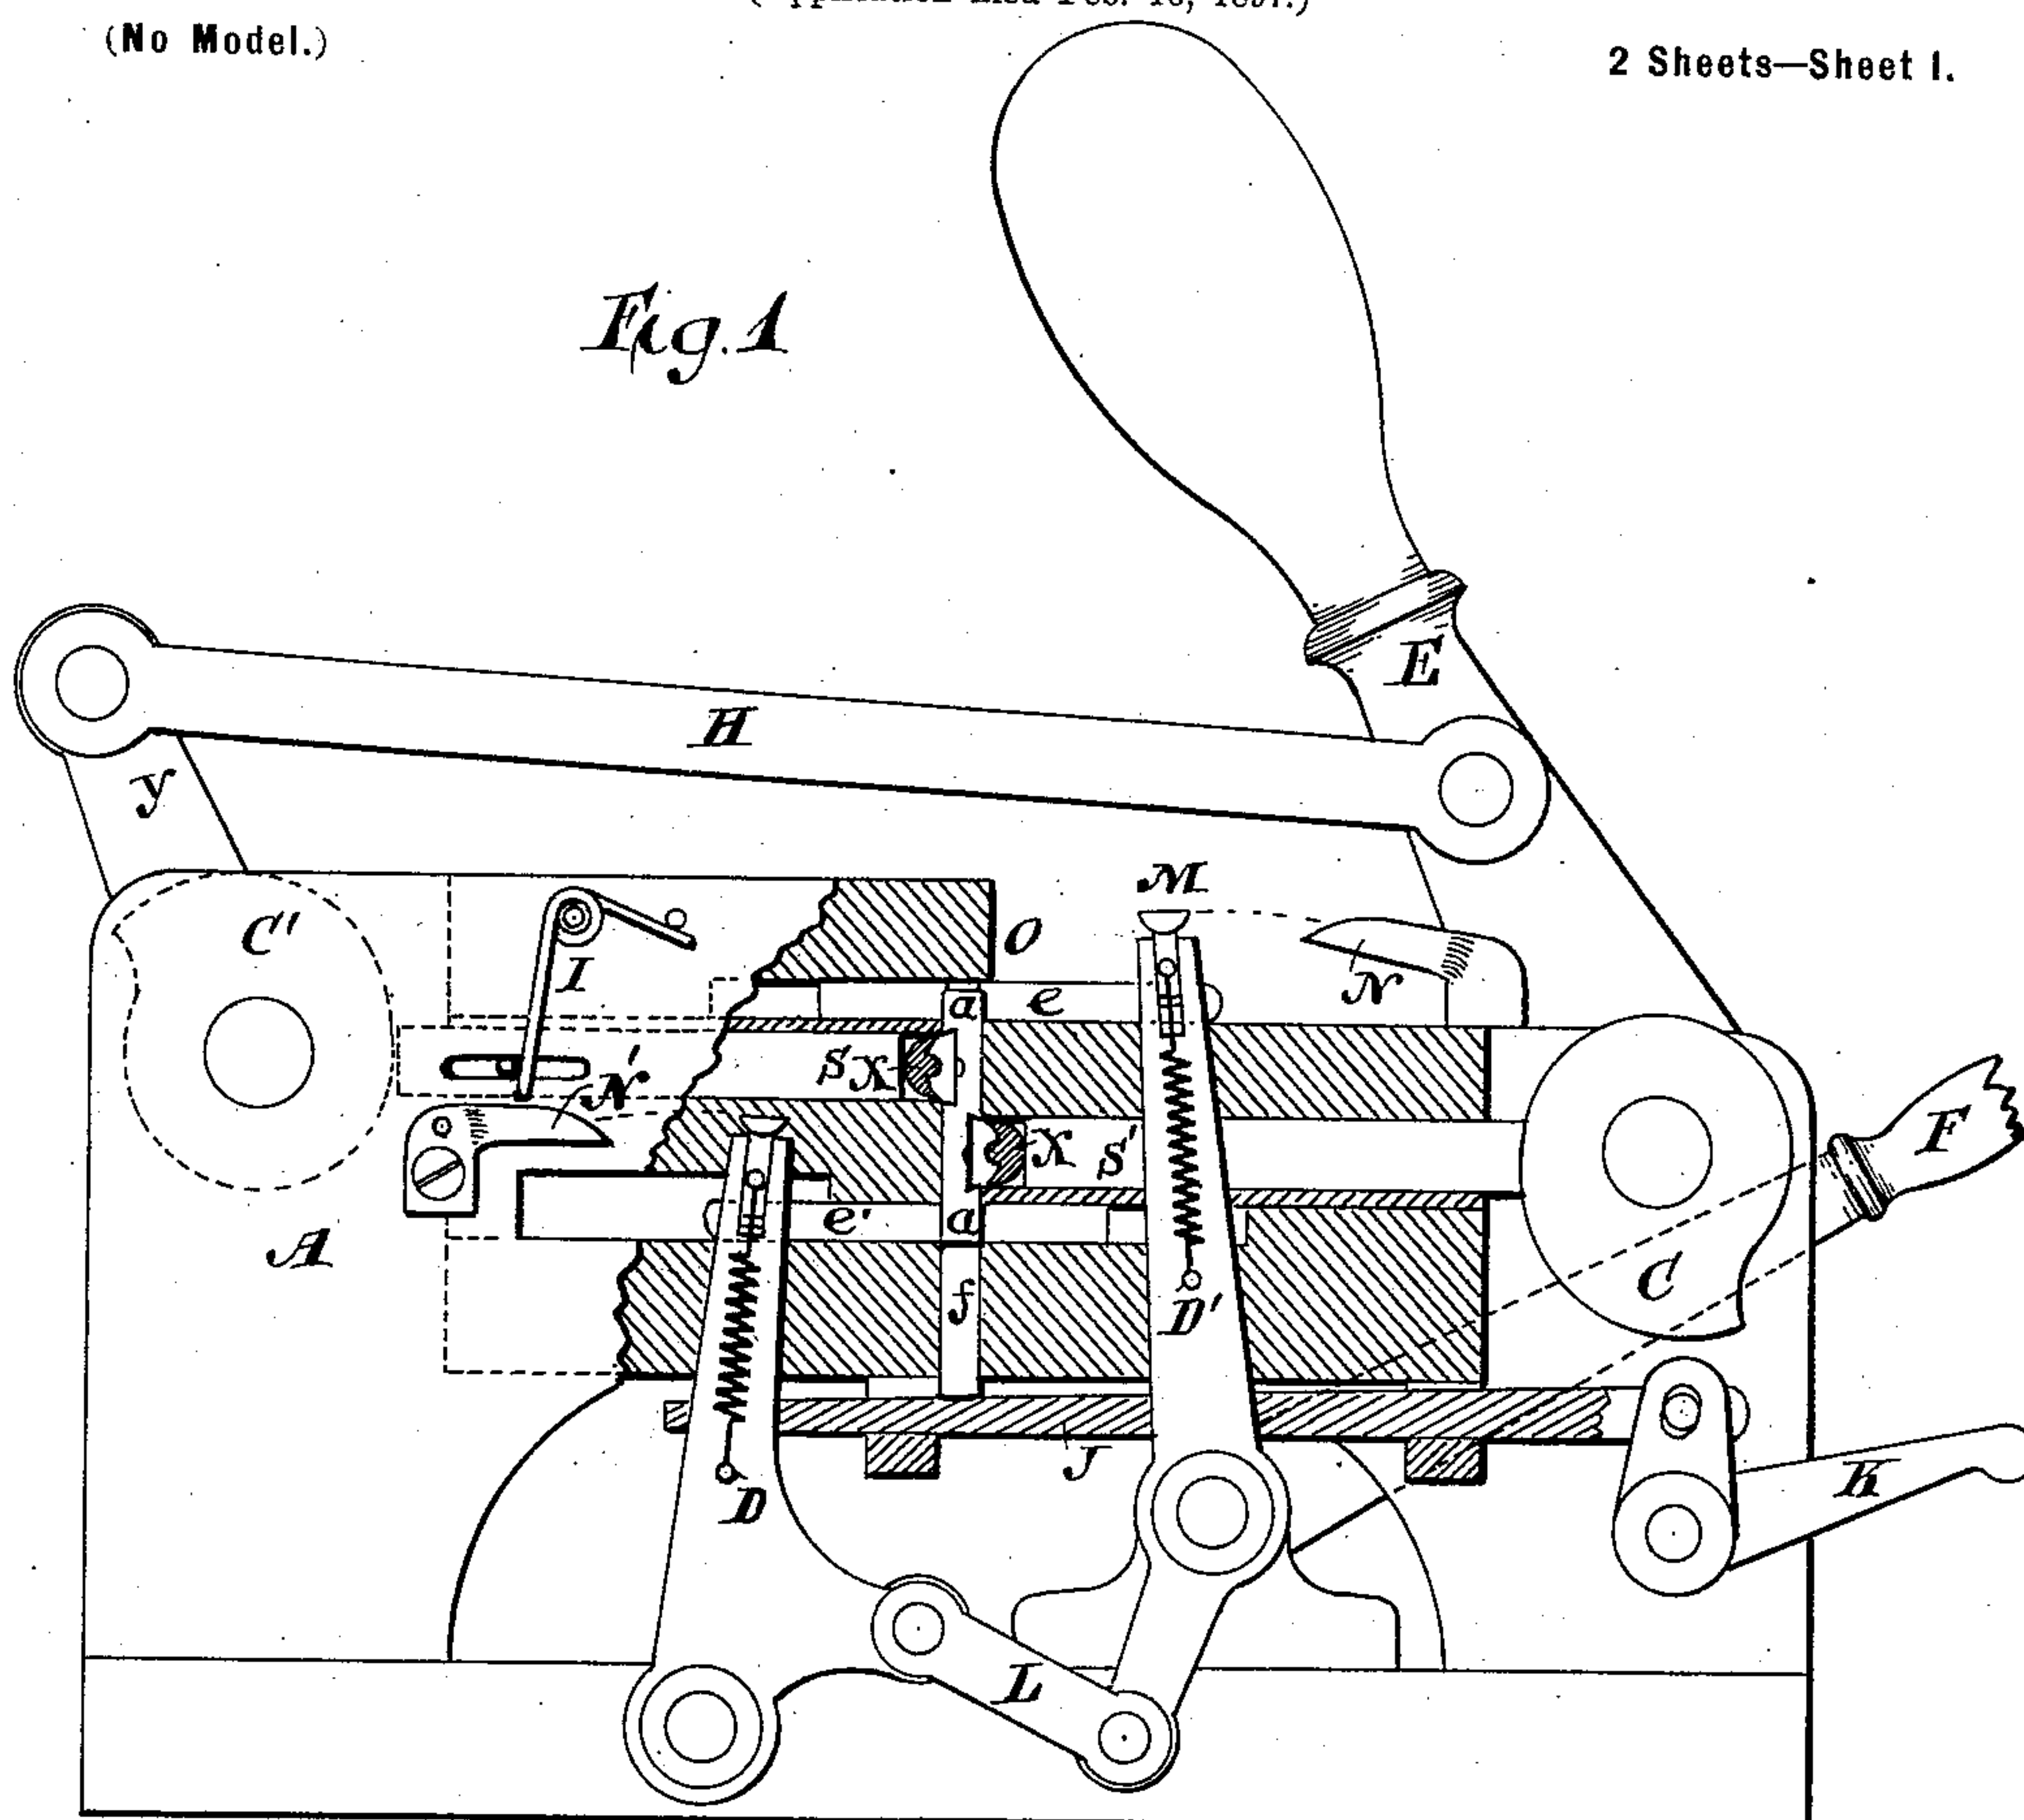 (No Model.)
2 Sheets—Sheet 1.
Fig. 1
E
H
y
C''
M
O
I
a
e
N
S
X
N'
F
X
S'
A
e'
a
C
f
D'
J
K
D
L